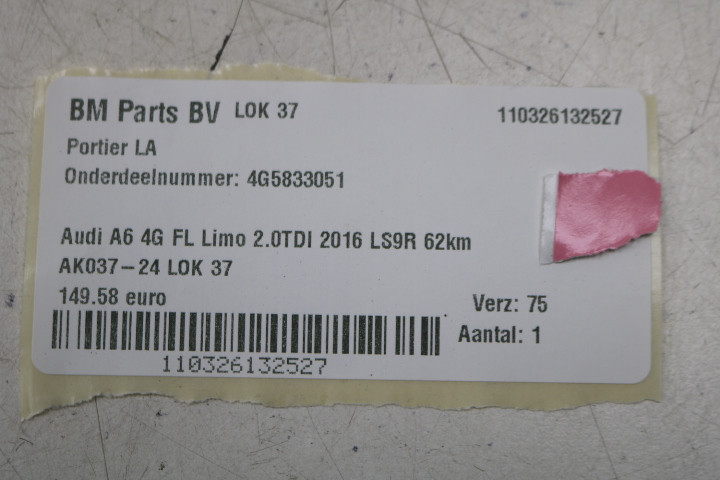 BM Parts BV LOK 37 110326132527
Portier LA
Onderdeelnummer: 4G5833051
Audi A6 4G FL Limo 2.0TDI 2016 LS9R 62km
AK037-24 LOK 37
149.58 euro Verz: 75
Aantal: 1
110326132527